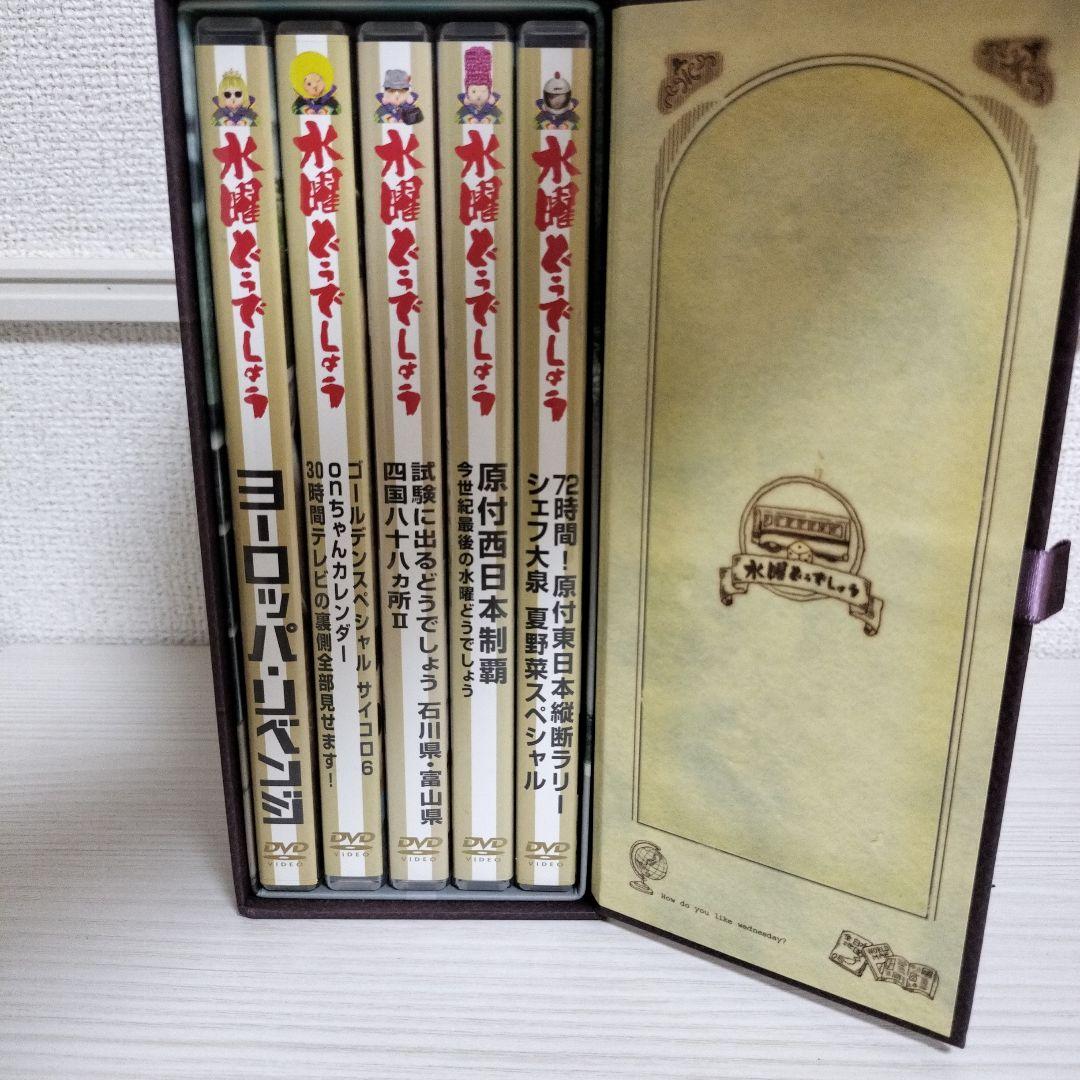 水曜どうでしょう
ヨーロッパ・リベンジ
DVD
VIDEO
水曜どうでしょう
ゴールデンスペシャル サイコロ6
onちゃんカレンダー
30時間テレビの裏側全部見せます!
DVD
VIDEO
水曜どうでしょう
試験に出るどうでしょう 石川県・富山県
四国八十八ヵ所Ⅱ
DVD
VIDEO
水曜どうでしょう
原付西日本制覇
今世紀最後の水曜どうでしょう
DVD
VIDEO
水曜どうでしょう
72時間!原付東日本縦断ラリー
シェフ大泉 夏野菜スペシャル
DVD
VIDEO
水曜どうでしょう
How do you like wednesday?
WORLD